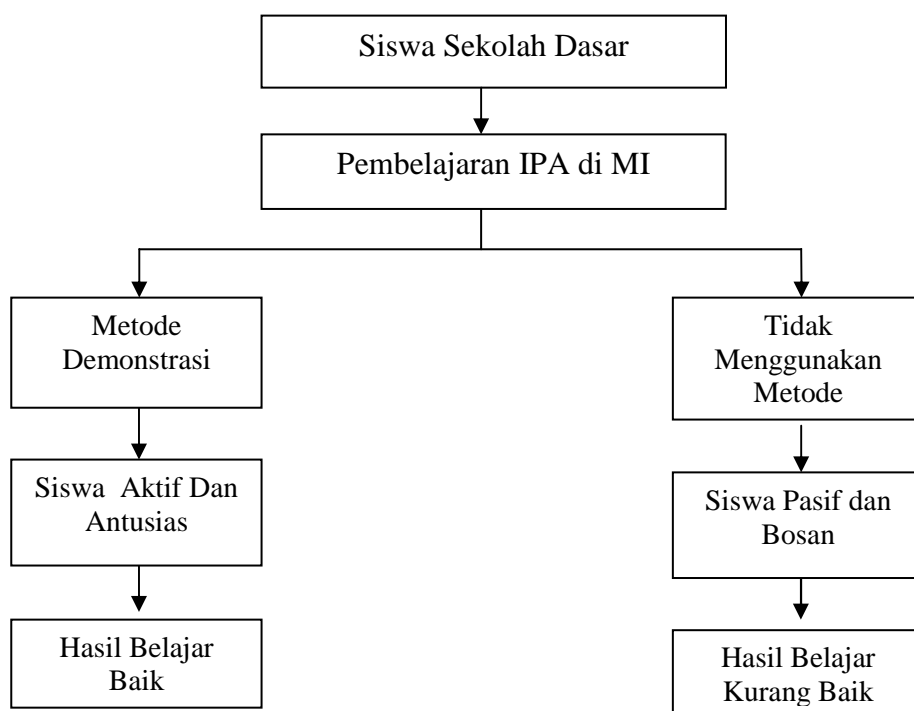 Siswa Sekolah Dasar
Pembelajaran IPA di MI
Metode
Demonstrasi
Tidak
Menggunakan
Metode
Siswa Aktif Dan
Antusias
Siswa Pasif dan
Bosan
Hasil Belajar
Baik
Hasil Belajar
Kurang Baik